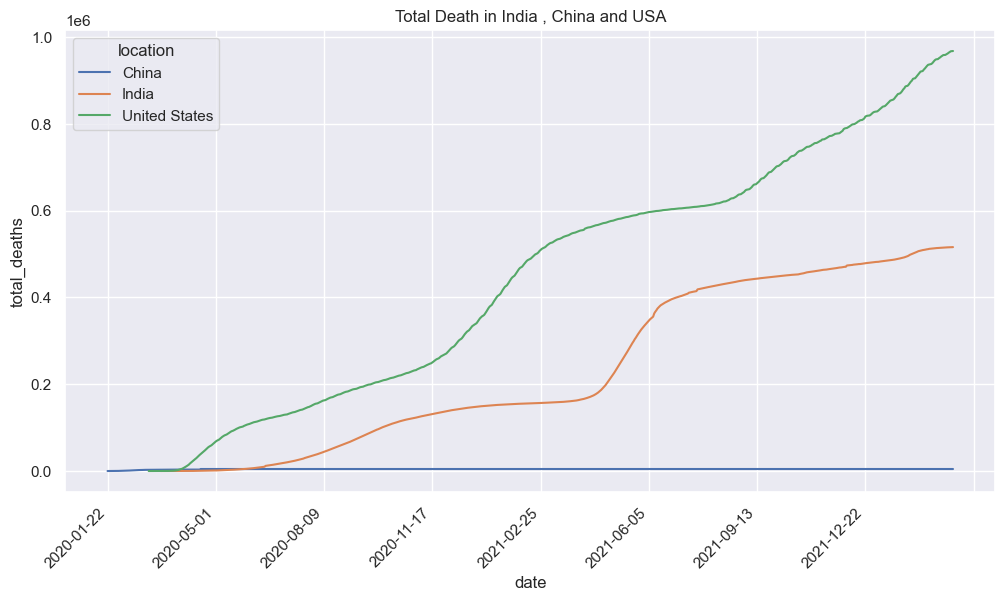 Total Death in India , China and USA
1e6
location
China
India
United States
1.0
0.8
0.6
0.4
0.2
0.0
total_deaths
2020-01-22
2020-05-01
2020-08-09
2020-11-17
2021-02-25
2021-06-05
2021-09-13
2021-12-22
date